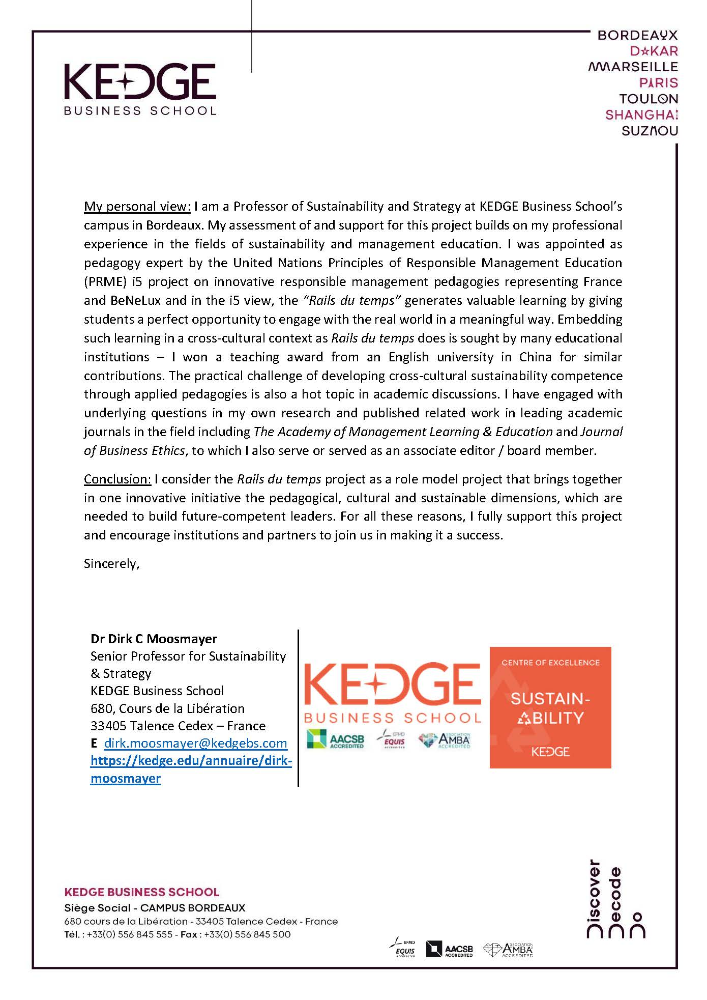 KEDGE
BUSINESS SCHOOL
BORDEAUX
DAKAR
MARSEILLE
PARIS
TOULON
SHANGHAI
SUZHOU
My personal view: I am a Professor of Sustainability and Strategy at KEDGE Business School’s
campus in Bordeaux. My assessment of and support for this project builds on my professional
experience in the fields of sustainability and management education. I was appointed as
pedagogy expert by the United Nations Principles of Responsible Management Education
(PRME) i5 project on innovative responsible management pedagogies representing France
and BeNeLux and in the i5 view, the “Rails du temps” generates valuable learning by giving
students a perfect opportunity to engage with the real world in a meaningful way. Embedding
such learning in a cross-cultural context as Rails du temps does is sought by many educational
institutions – I won a teaching award from an English university in China for similar
contributions. The practical challenge of developing cross-cultural sustainability competence
through applied pedagogies is also a hot topic in academic discussions. I have engaged with
underlying questions in my own research and published related work in leading academic
journals in the field including The Academy of Management Learning & Education and Journal
of Business Ethics, to which I also serve or served as an associate editor / board member.
Conclusion: I consider the Rails du temps project as a role model project that brings together
in one innovative initiative the pedagogical, cultural and sustainable dimensions, which are
needed to build future-competent leaders. For all these reasons, I fully support this project
and encourage institutions and partners to join us in making it a success.
Sincerely,
Dr Dirk C Moosmayer
Senior Professor for Sustainability
& Strategy
KEDGE Business School
680, Cours de la Libération
33405 Talence Cedex – France
E dirk.moosmayer@kedgebs.com
https://kedge.edu/annuaire/dirk-
moosmayer
KEDGE
BUSINESS SCHOOL
AACSB
ACCREDITED
EFMD
EQUIS
ACCREDITED
ASSOCIATION
AMBA
ACCREDITED
CENTRE OF EXCELLENCE
SUSTAIN-
ABILITY
KEDGE
KEDGE BUSINESS SCHOOL
Siège Social - CAMPUS BORDEAUX
680 cours de la Libération - 33405 Talence Cedex - France
Tél. : +33(0) 556 845 555 - Fax : +33(0) 556 845 500
EFMD
EQUIS
ACCREDITED
AACSB
ACCREDITED
ASSOCIATION
AMBA
ACCREDITED
Discover
Decode
Do